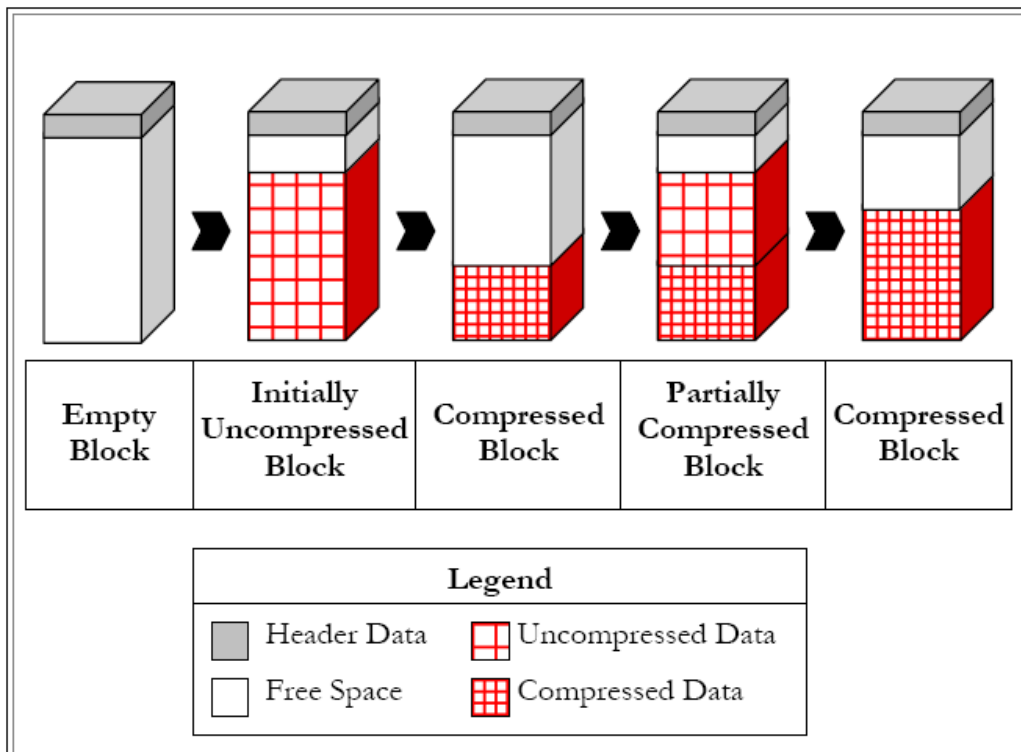 Empty
Block
Initially
Uncompressed
Block
Compressed
Block
Partially
Compressed
Block
Compressed
Block
Legend
Header Data
Uncompressed Data
Free Space
Compressed Data